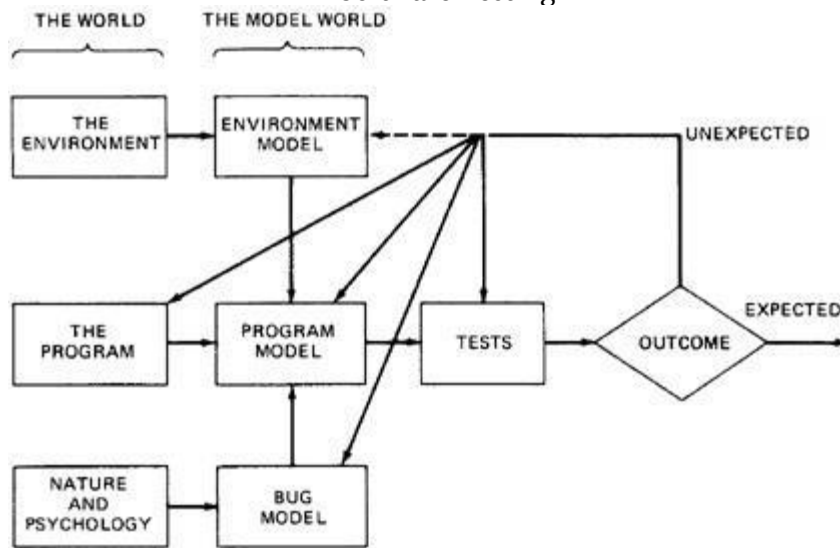 THE WORLD
THE MODEL WORLD
THE
ENVIRONMENT
ENVIRONMENT
MODEL
UNEXPECTED
THE
PROGRAM
PROGRAM
MODEL
TESTS
OUTCOME
EXPECTED
NATURE
AND
PSYCHOLOGY
BUG
MODEL